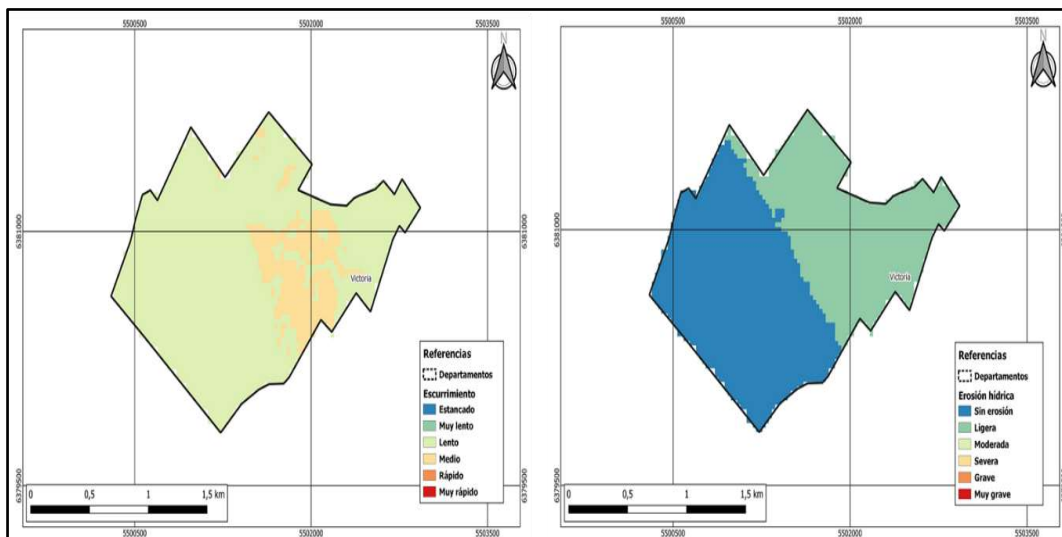 5500500 5502000 5503500
N
6381000
Victoria
6379500
Referencias
Departamentos
Escurrimiento
Estancado
Muy lento
Lento
Medio
Rápido
Muy rápido
0 0,5 1 1,5 km
5500500 5502000 5503500
5500500 5502000 5503500
N
6381000
Victoria
6379500
Referencias
Departamentos
Erosión hídrica
Sin erosión
Ligera
Moderada
Severa
Grave
Muy grave
0 0,5 1 1,5 km
5500500 5502000 5503500